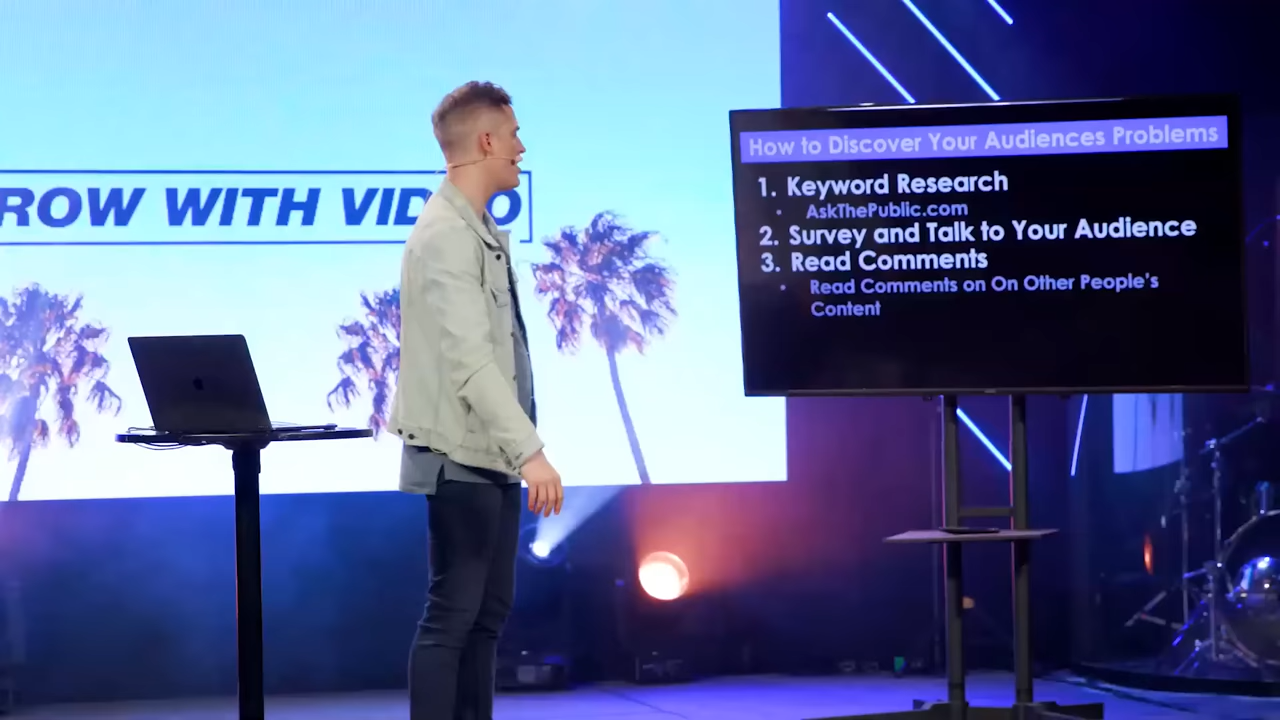 ROW WITH VID O
How to Discover Your Audiences Problems
1. Keyword Research
• AskThePublic.com
2. Survey and Talk to Your Audience
3. Read Comments
• Read Comments on On Other People's
Content